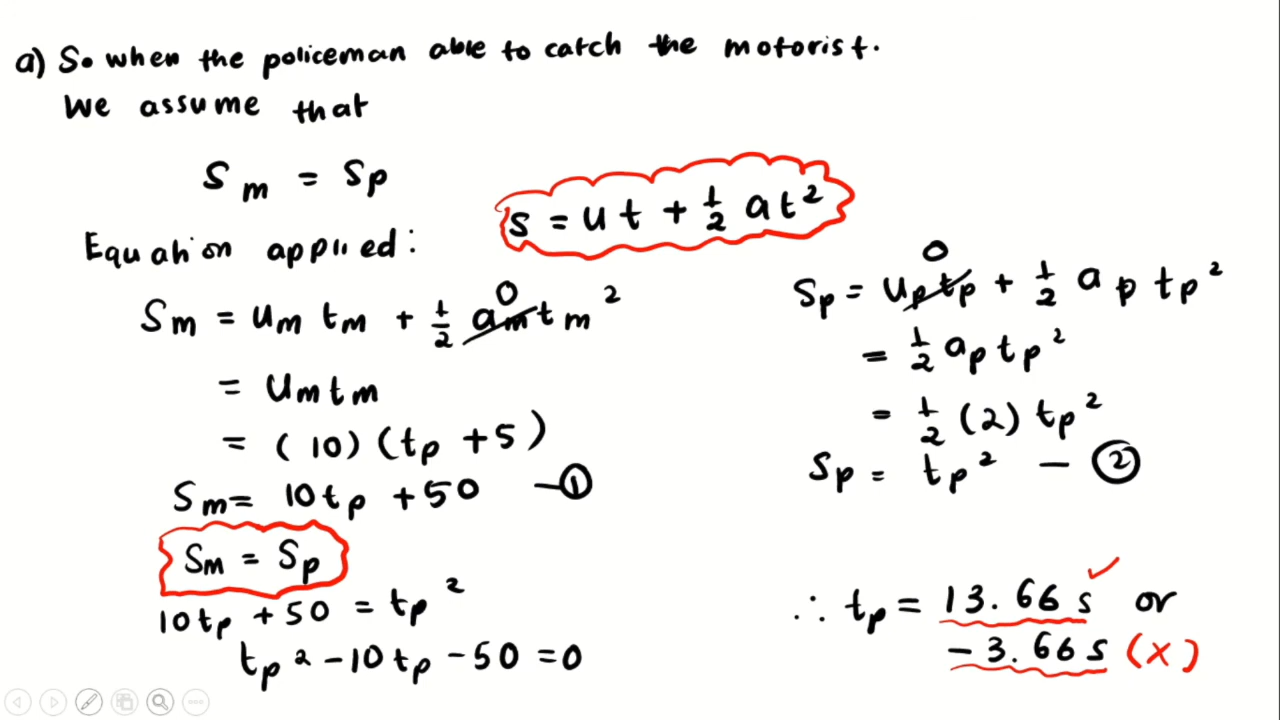 a) So when the policeman able to catch the motorist.
We assume that
Sm = Sp
s = ut + ½ at²
Equation applied:
Sm = um tm + ½ am tm² 0
= um tm
= (10) (tp + 5)
Sm = 10tp + 50 — ①
Sm = Sp
10tp + 50 = tp²
tp² - 10tp - 50 = 0
Sp = up tp + ½ ap tp² 0
= ½ ap tp²
= ½ (2) tp²
Sp = tp² — ②
∴ tp = 13.66 s ✓ or
- 3.66 s (×)